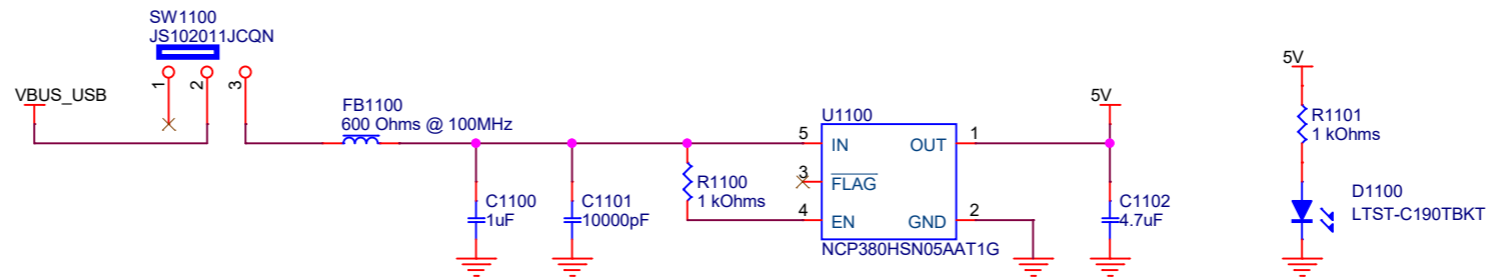 SW1100
JS102011JCQN
1
2
3
VBUS_USB
FB1100
600 Ohms @ 100MHz
C1100
1uF
C1101
10000pF
R1100
1 kOhms
U1100
5
IN
OUT
1
3
FLAG
4
EN
GND
2
NCP380HSN05AAT1G
5V
C1102
4.7uF
5V
R1101
1 kOhms
D1100
LTST-C190TBKT